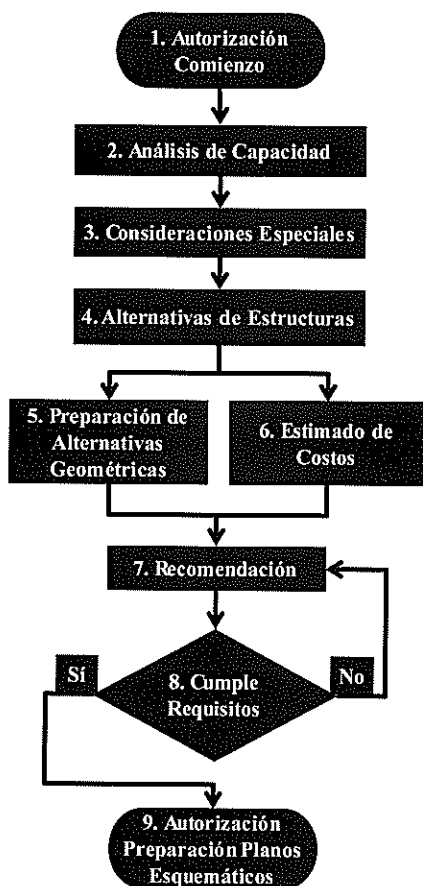 1. Autorización
Comienzo
2. Análisis de Capacidad
3. Consideraciones Especiales
4. Alternativas de Estructuras
5. Preparación de
Alternativas
Geométricas
6. Estimado de
Costos
7. Recomendación
Sí
8. Cumple
Requisitos
No
9. Autorización
Preparación Planos
Esquemáticos